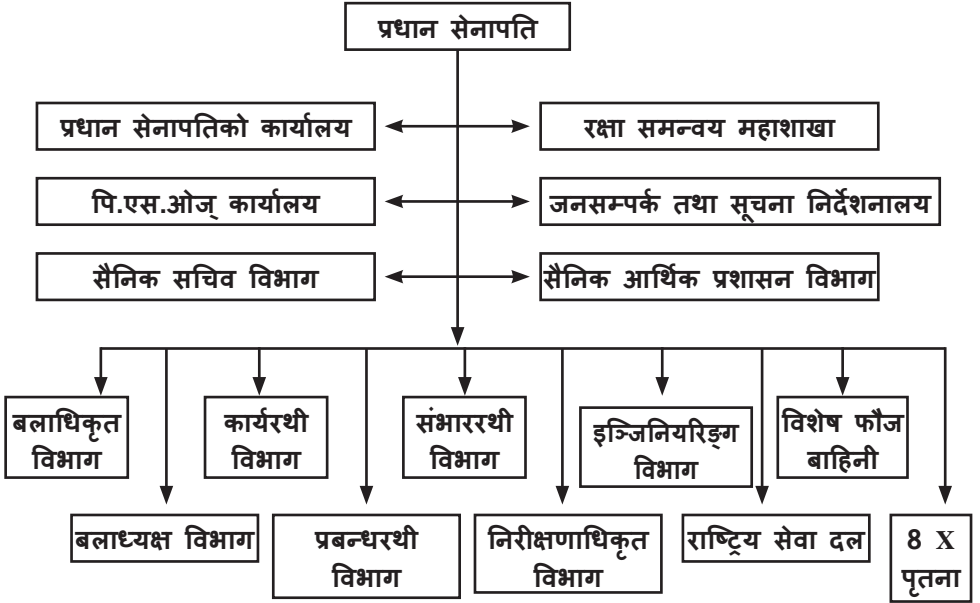 प्रधान सेनापति
प्रधान सेनापतिको कार्यालय
रक्षा समन्वय महाशाखा
पि.एस.ओज् कार्यालय
जनसम्पर्क तथा सूचना निर्देशनालय
सैनिक सचिव विभाग
सैनिक आर्थिक प्रशासन विभाग
बलाधिकृत
विभाग
कार्यरथी
विभाग
संभाररथी
विभाग
इञ्जिनियरिङ्ग
विभाग
विशेष फौज
बाहिनी
बलाध्यक्ष विभाग
प्रबन्धरथी
विभाग
निरीक्षणाधिकृत
विभाग
राष्ट्रिय सेवा दल
8 X
पृतना